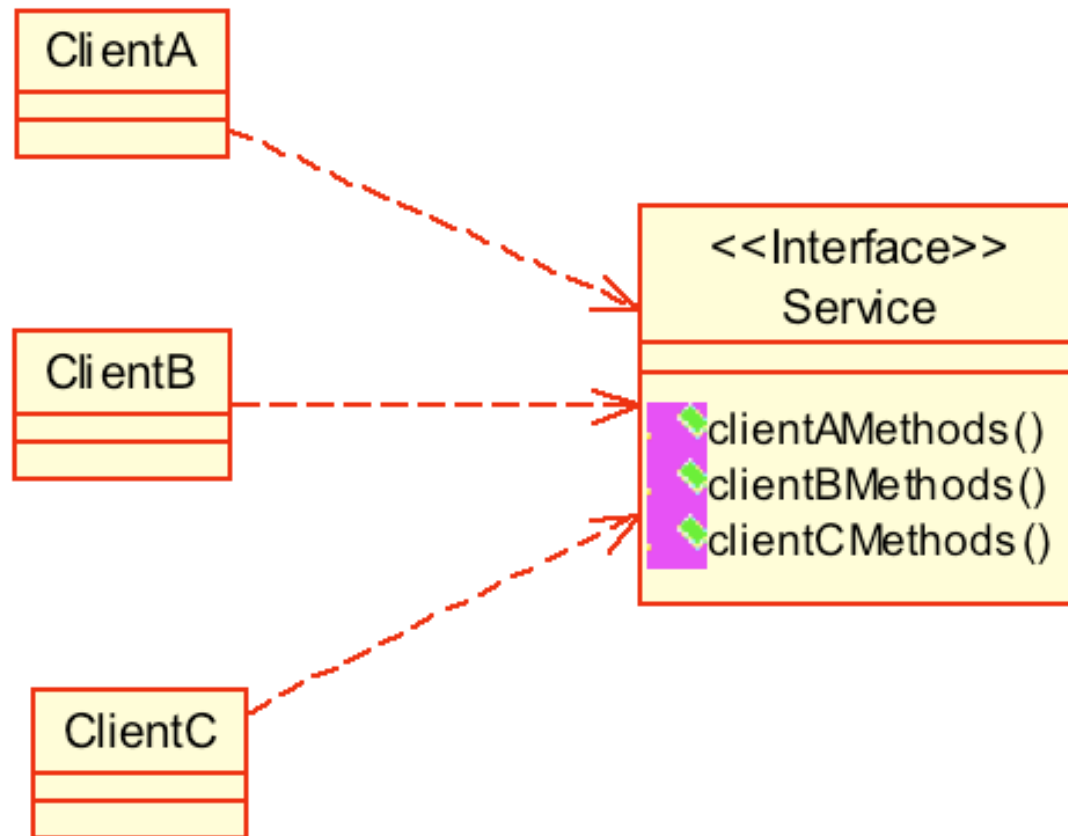 ClientA
<<Interface>>
Service
ClientB
clientAMethods()
clientBMethods()
clientCMethods()
ClientC